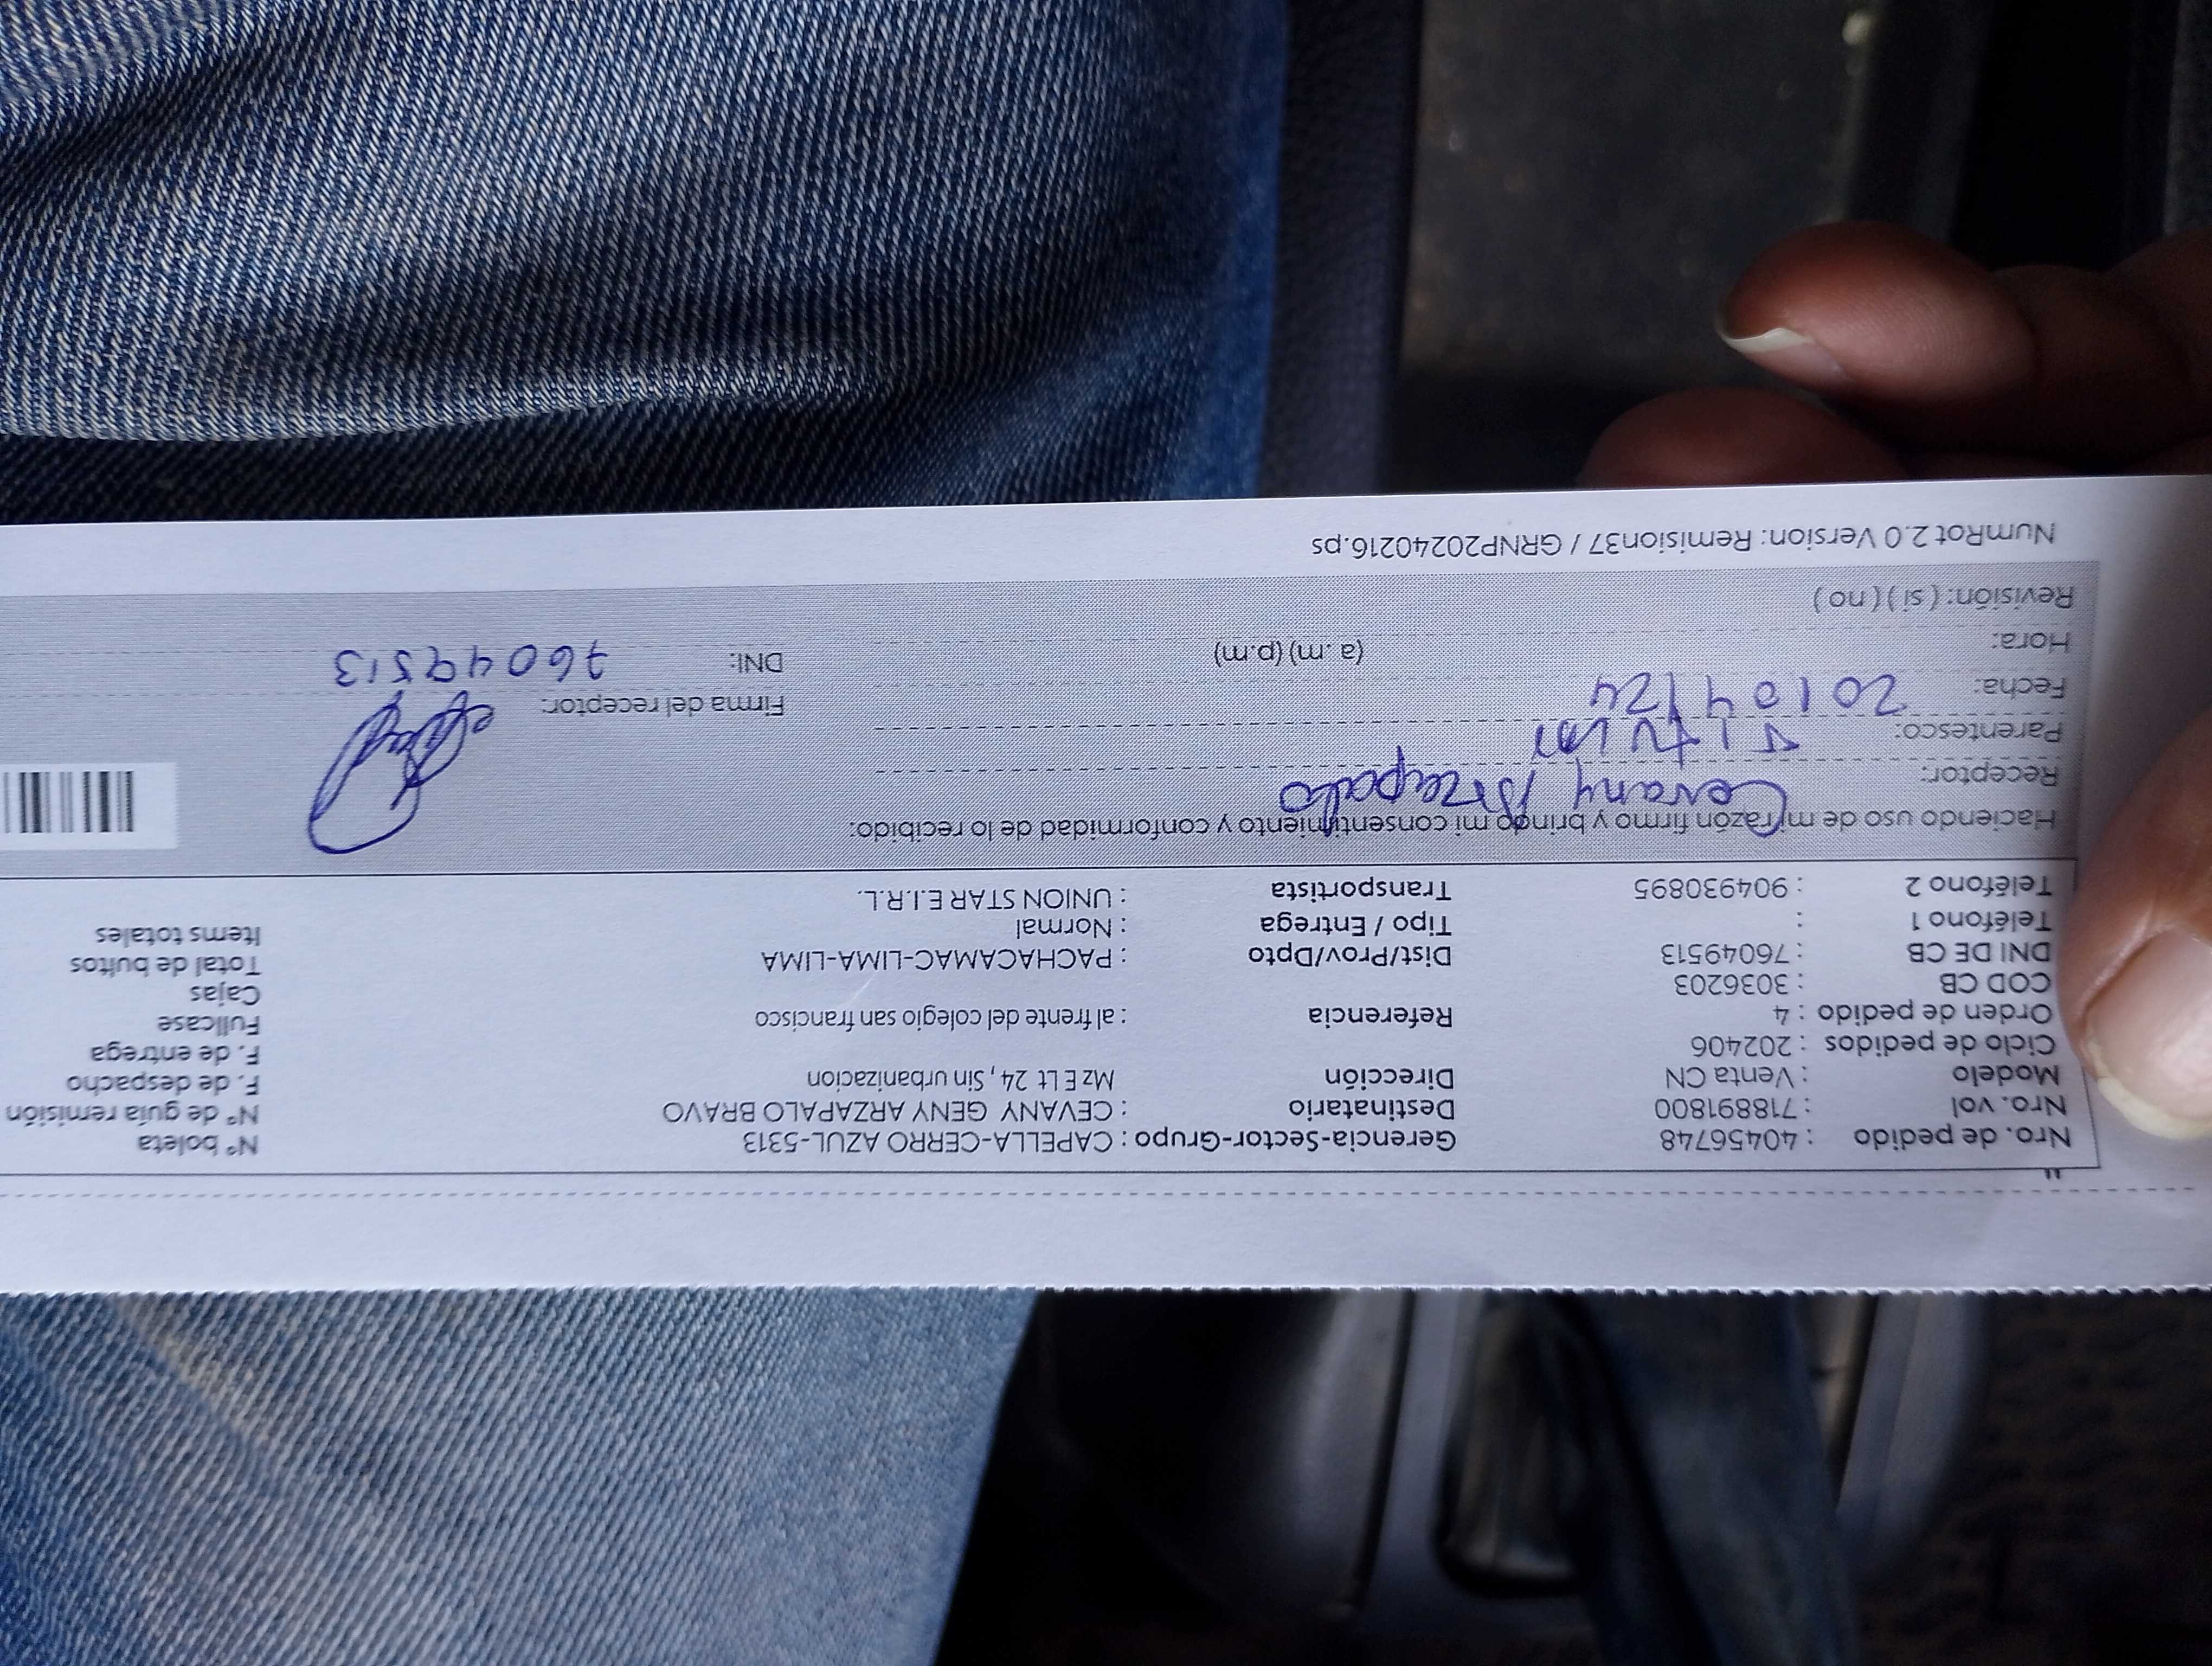 "
Nro. de pedido : 40456748 Gerencia-Sector-Grupo : CAPELLA-CERRO AZUL-5313 N° boleta
Nro. vol : 718891800 Destinatario : CEVANY GENY ARZAPALO BRAVO N° de guía remisión
Modelo : Venta CN Dirección Mz E Lt 24 , Sin urbanizacion F. de despacho
Ciclo de pedidos : 202406 F. de entrega
Orden de pedido : 4 Referencia : al frente del colegio san francisco Fullcase
COD CB : 3036203 Cajas
DNI DE CB : 76049513 Dist/Prov/Dpto : PACHACAMAC-LIMA-LIMA Total de bultos
Teléfono 1 : Tipo / Entrega : Normal Items totales
Teléfono 2 : 904930895 Transportista : UNION STAR E.I.R.L.
Haciendo uso de mi razón firmo y brindo mi consentimiento y conformidad de lo recibido:
Receptor: Cevany Arzapalo
Parentesco: Titular
Fecha: 20/04/24 Firma del receptor:
Hora: (a. m) (p.m) DNI: 76049513
Revisión: ( si ) ( no )
NumRot 2.0 Version: Remision37 / GRNP20240216.ps